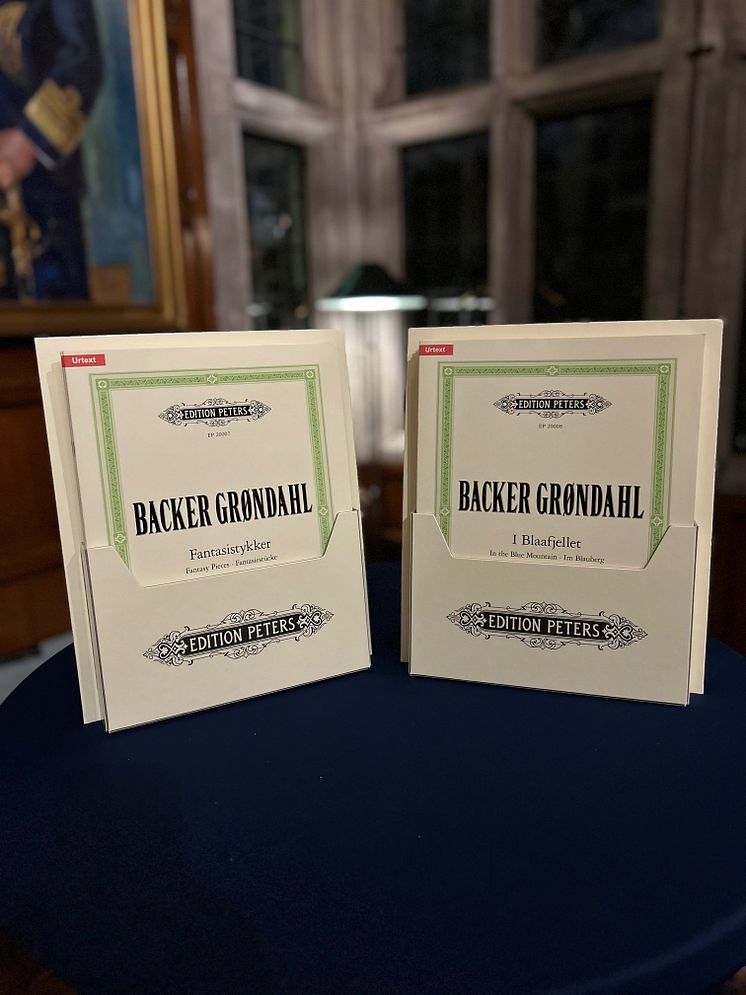 Urtext
EDITION PETERS
EP 20007
BACKER GRØNDAHL
Fantasistykker
Fantasy Pieces · Fantasiestücke
EDITION PETERS
Urtext
EDITION PETERS
EP 20008
BACKER GRØNDAHL
I Blaafjellet
In the Blue Mountain · Im Blauberg
EDITION PETERS